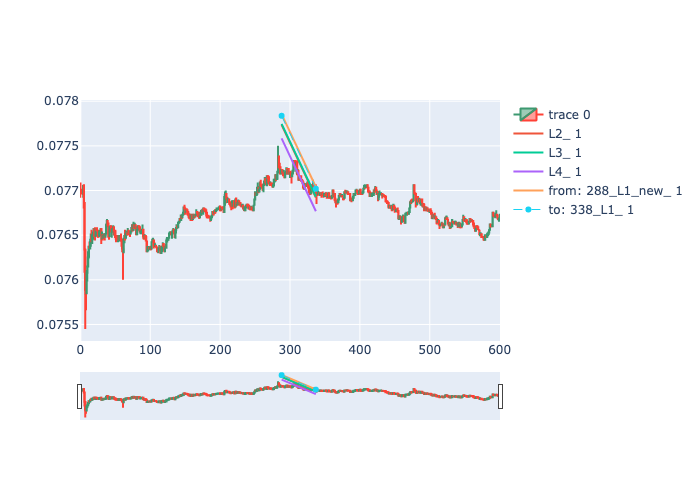 0.078
0.0775
0.077
0.0765
0.076
0.0755
0 100 200 300 400 500 600
trace 0
L2_ 1
L3_ 1
L4_ 1
from: 288_L1_new_ 1
to: 338_L1_ 1